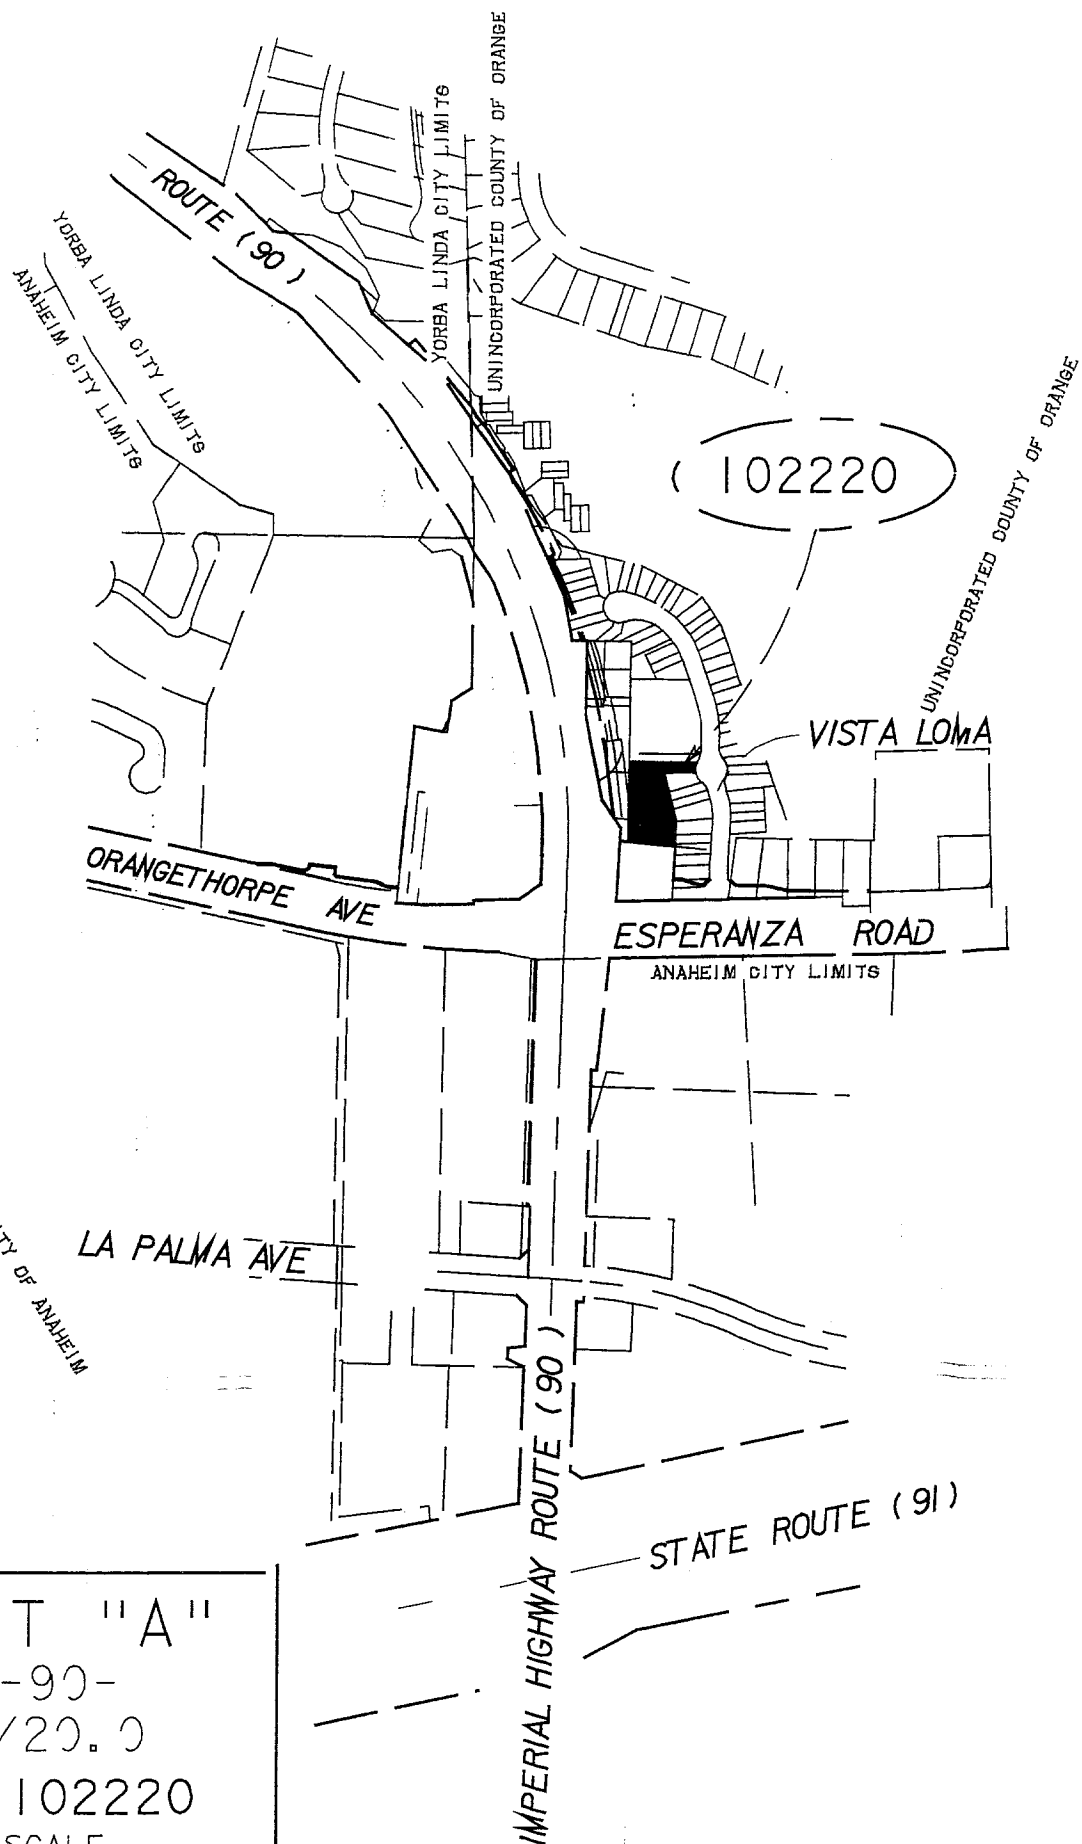 UNINCORPORATED COUNTY OF ORANGE
YORBA LINDA CITY LIMITS
ROUTE (90)
YORBA LINDA CITY LIMITS
ANAHEIM CITY LIMITS
102220
UNINCORPORATED COUNTY OF ORANGE
VISTA LOMA
ORANGETHORPE AVE
ESPERANZA ROAD
ANAHEIM CITY LIMITS
LA PALMA AVE
TY OF ANAHEIM
IMPERIAL HIGHWAY ROUTE (90)
STATE ROUTE (91)
T "A"
-90-
/20.0
102220
SCALE